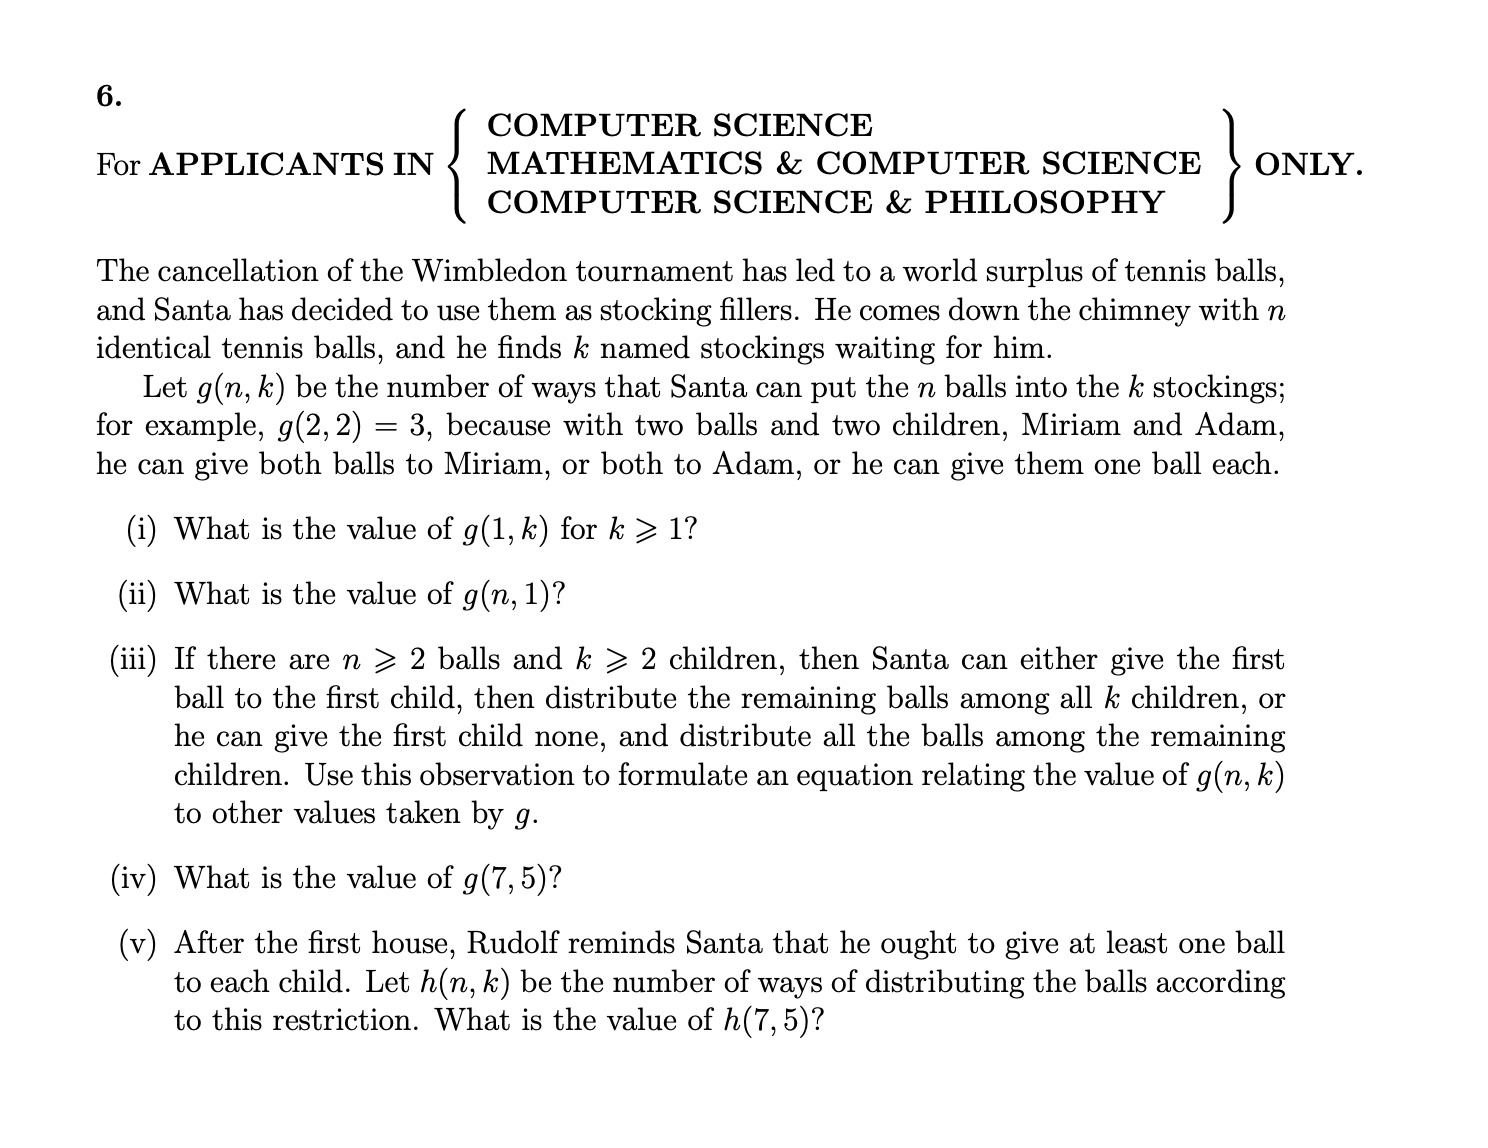 6.
For APPLICANTS IN { COMPUTER SCIENCE
MATHEMATICS & COMPUTER SCIENCE
COMPUTER SCIENCE & PHILOSOPHY } ONLY.
The cancellation of the Wimbledon tournament has led to a world surplus of tennis balls,
and Santa has decided to use them as stocking fillers. He comes down the chimney with n
identical tennis balls, and he finds k named stockings waiting for him.
Let g(n, k) be the number of ways that Santa can put the n balls into the k stockings;
for example, g(2, 2) = 3, because with two balls and two children, Miriam and Adam,
he can give both balls to Miriam, or both to Adam, or he can give them one ball each.
(i) What is the value of g(1, k) for k ⩾ 1?
(ii) What is the value of g(n, 1)?
(iii) If there are n ⩾ 2 balls and k ⩾ 2 children, then Santa can either give the first
ball to the first child, then distribute the remaining balls among all k children, or
he can give the first child none, and distribute all the balls among the remaining
children. Use this observation to formulate an equation relating the value of g(n, k)
to other values taken by g.
(iv) What is the value of g(7, 5)?
(v) After the first house, Rudolf reminds Santa that he ought to give at least one ball
to each child. Let h(n, k) be the number of ways of distributing the balls according
to this restriction. What is the value of h(7, 5)?